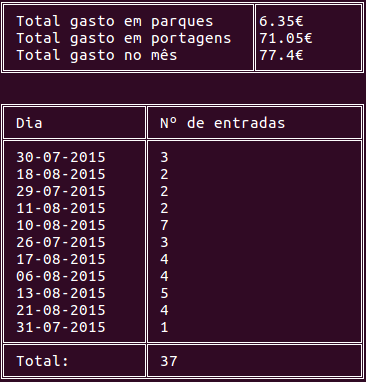 Total gasto em parques 6.35€
Total gasto em portagens 71.05€
Total gasto no mês 77.4€
Dia Nº de entradas
30-07-2015 3
18-08-2015 2
29-07-2015 2
11-08-2015 2
10-08-2015 7
26-07-2015 3
17-08-2015 4
06-08-2015 4
13-08-2015 5
21-08-2015 4
31-07-2015 1
Total: 37